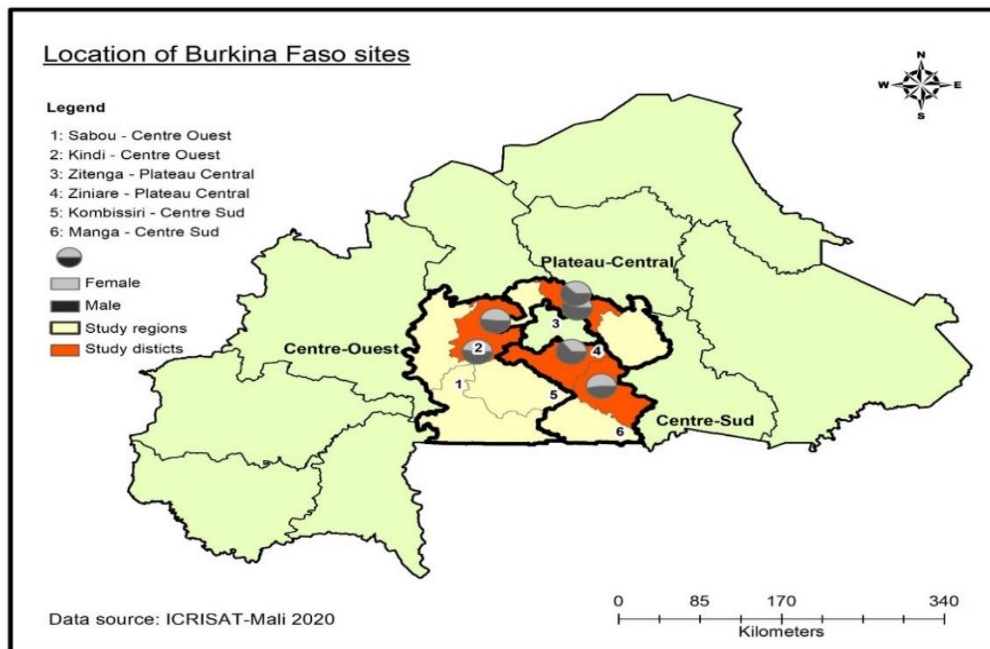 Location of Burkina Faso sites
N
W E
S
Legend
1: Sabou - Centre Ouest
2: Kindi - Centre Ouest
3: Zitenga - Plateau Central
4: Ziniare - Plateau Central
5: Kombissiri - Centre Sud
6: Manga - Centre Sud
Female
Male
Study regions
Study disticts
Plateau-Central
3
Centre-Ouest
2
4
1
5
Centre-Sud
6
Data source: ICRISAT-Mali 2020
0 85 170 340
Kilometers